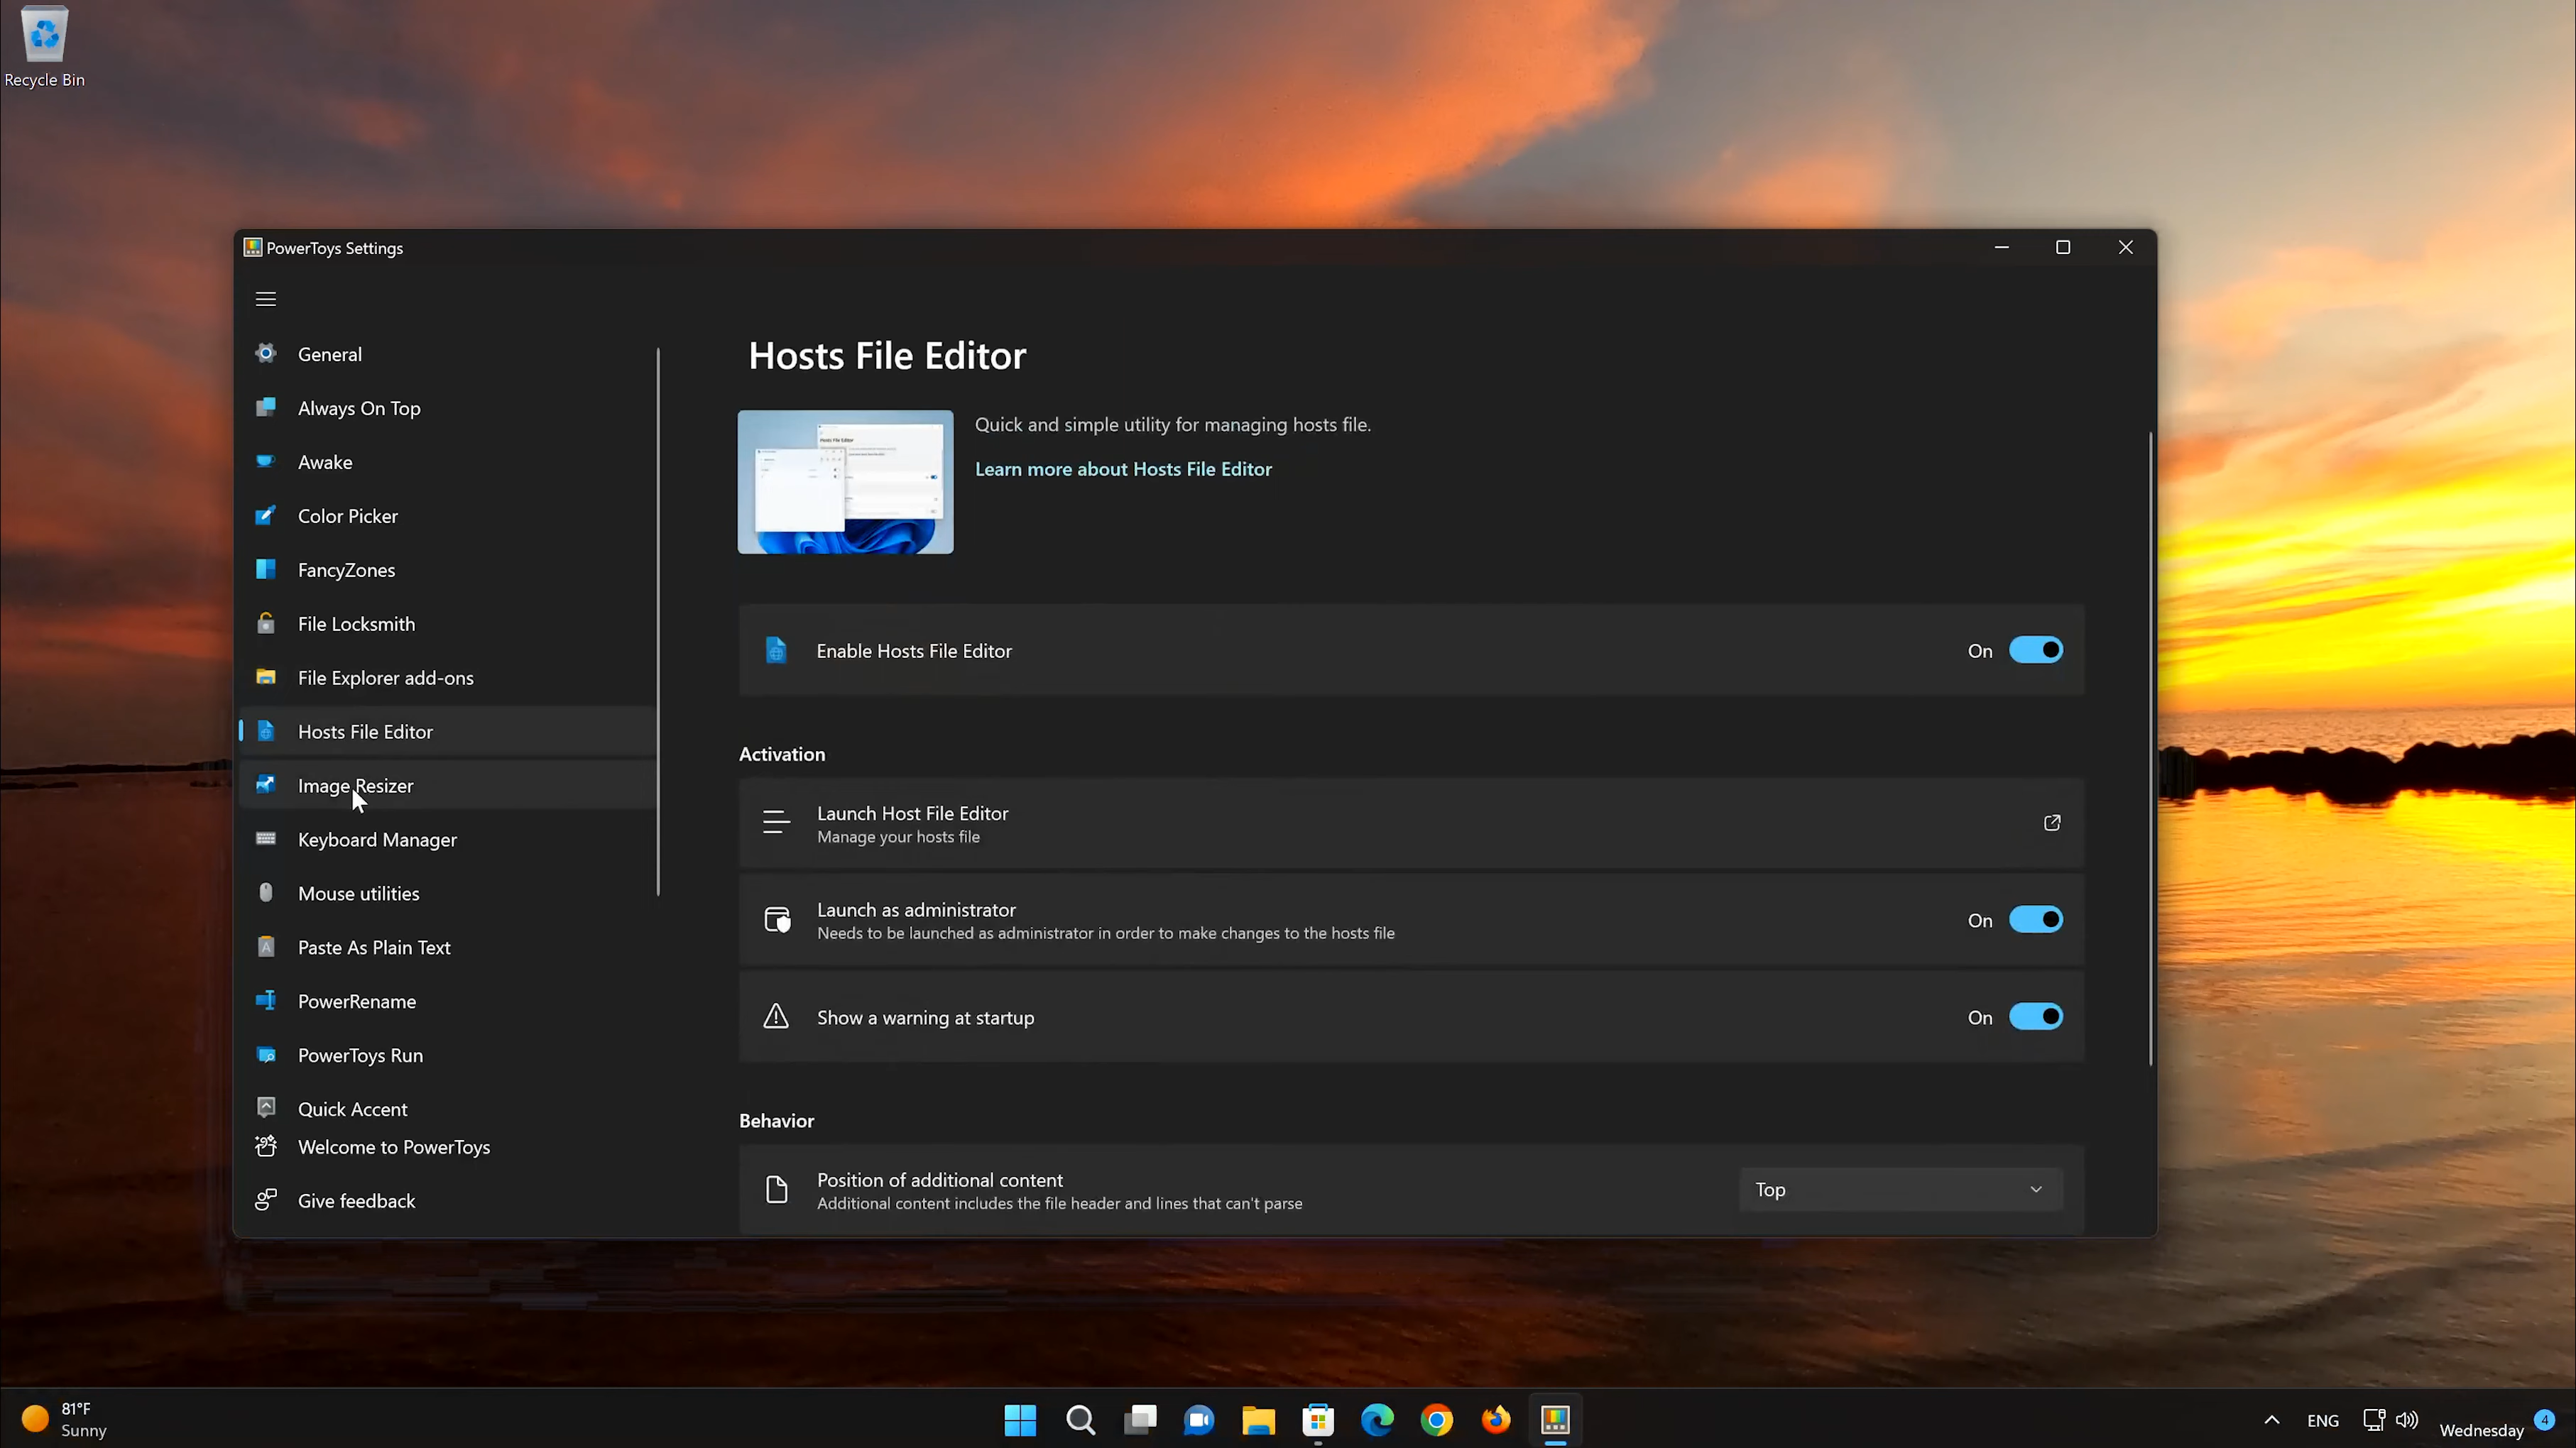 Recycle Bin
PowerToys Settings
General
Always On Top
Awake
Color Picker
FancyZones
File Locksmith
File Explorer add-ons
Hosts File Editor
Image Resizer
Keyboard Manager
Mouse utilities
Paste As Plain Text
PowerRename
PowerToys Run
Quick Accent
Welcome to PowerToys
Give feedback
Hosts File Editor
Quick and simple utility for managing hosts file.
Learn more about Hosts File Editor
Hosts File Editor
Enable Hosts File Editor
On
Activation
Launch Host File Editor
Manage your hosts file
Launch as administrator
Needs to be launched as administrator in order to make changes to the hosts file
On
Show a warning at startup
On
Behavior
Position of additional content
Additional content includes the file header and lines that can't parse
Top
81°F
Sunny
ENG
Wednesday
4